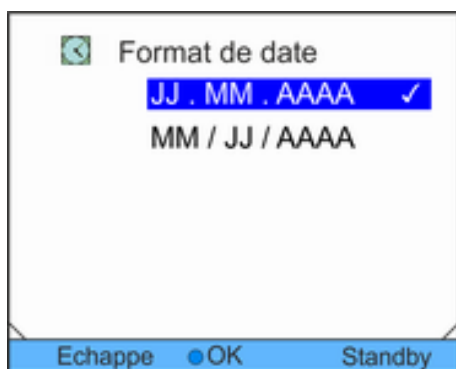 Format de date
JJ . MM . AAAA ✓
MM / JJ / AAAA
Echappe OK Standby